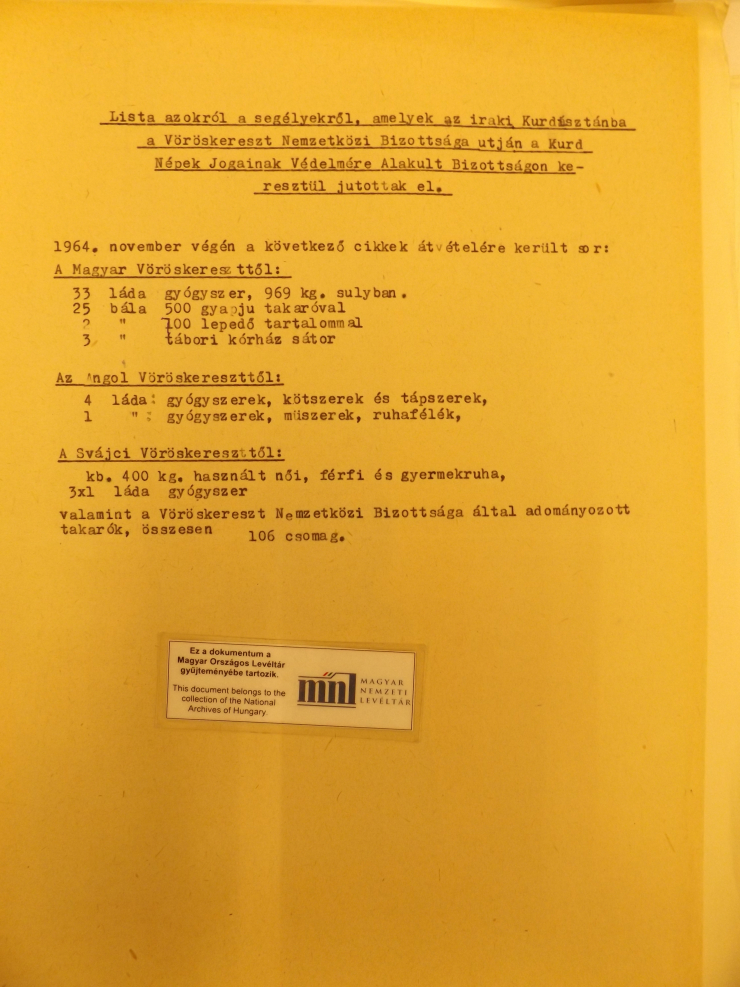 Lista azokról a segélyekről, amelyek az iraki Kurdisztánba
a Vöröskereszt Nemzetközi Bizottsága utján a Kurd
Népek Jogainak Védelmére Alakult Bizottságon ke-
resztül jutottak el.
1964. november végén a következő cikkek átvételére került sor:
A Magyar Vöröskereszttől:
33 láda gyógyszer, 969 kg. sulyban.
25 bála 500 gyapju takaróval
" 100 lepedő tartalommal
3 " tábori kórház sátor
Az Angol Vöröskereszttől:
4 láda: gyógyszerek, kötszerek és tápszerek,
1 " : gyógyszerek, müszerek, ruhafélék,
A Svájci Vöröskereszttől:
kb. 400 kg. használt női, férfi és gyermekruha,
3x1 láda gyógyszer
valamint a Vöröskereszt Nemzetközi Bizottsága által adományozott
takarók, összesen 106 csomag.
Ez a dokumentum a
Magyar Országos Levéltár
gyűjteményébe tartozik.
This document belongs to the
collection of the National
Archives of Hungary.
mnl
MAGYAR
NEMZETI
LEVÉLTÁR